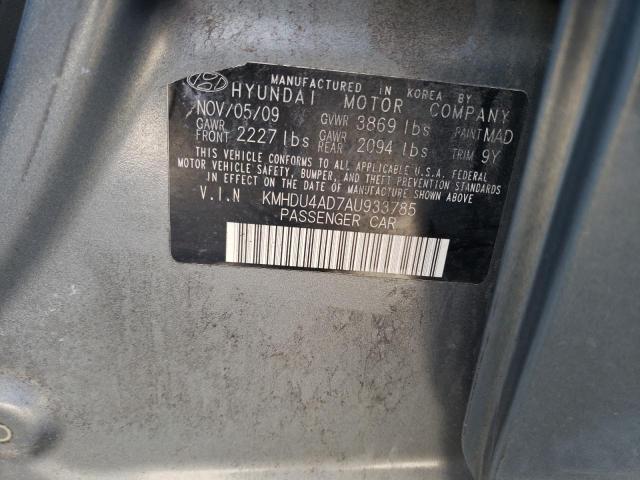 MANUFACTURED IN KOREA BY
HYUNDAI MOTOR COMPANY
NOV/05/09 GVWR 3869 lbs PAINT MAD
GAWR FRONT 2227 lbs GAWR REAR 2094 lbs TRIM 9Y
THIS VEHICLE CONFORMS TO ALL APPLICABLE U.S.A. FEDERAL
MOTOR VEHICLE SAFETY, BUMPER, AND THEFT PREVENTION STANDARDS
IN EFFECT ON THE DATE OF MANUFACTURE SHOWN ABOVE
V.I.N KMHDU4AD7AU933785
PASSENGER CAR